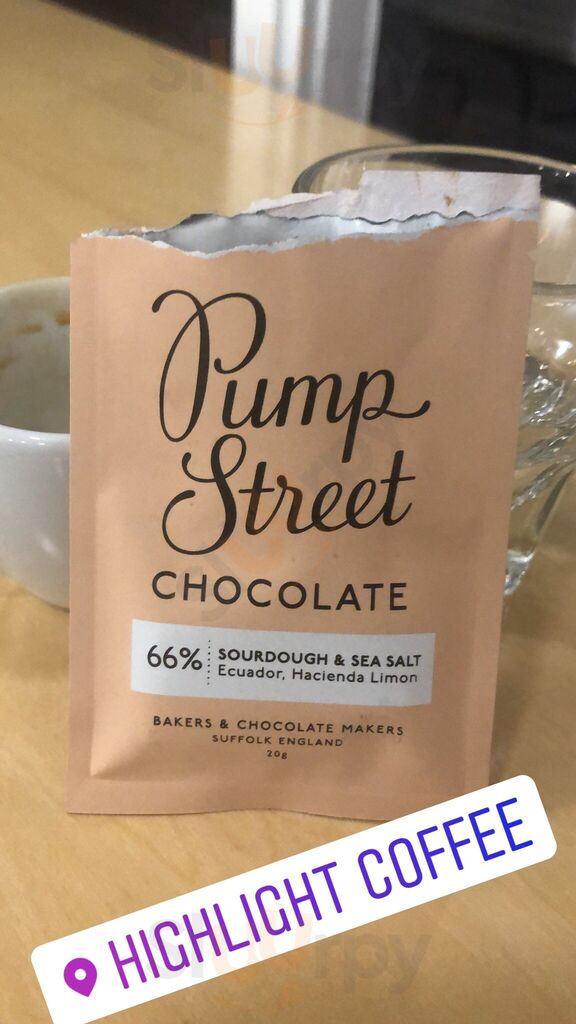 Pump
Street
CHOCOLATE
66% SOURDOUGH & SEA SALT
Ecuador, Hacienda Limon
BAKERS & CHOCOLATE MAKERS
SUFFOLK ENGLAND
20g
HIGHLIGHT COFFEE